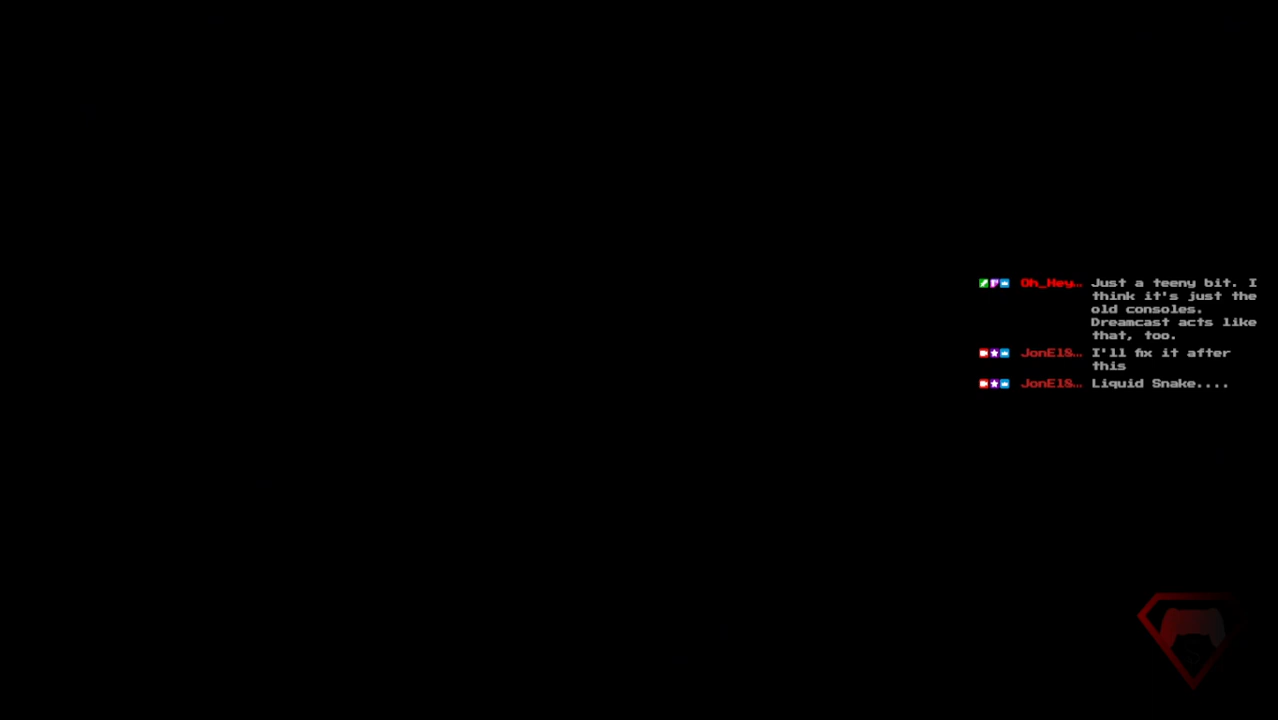 Oh_Hey… Just a teeny bit. I
think it's just the
old consoles.
Dreamcast acts like
that, too.
JonEl8… I'll fix it after
this
JonEl8… Liquid Snake....